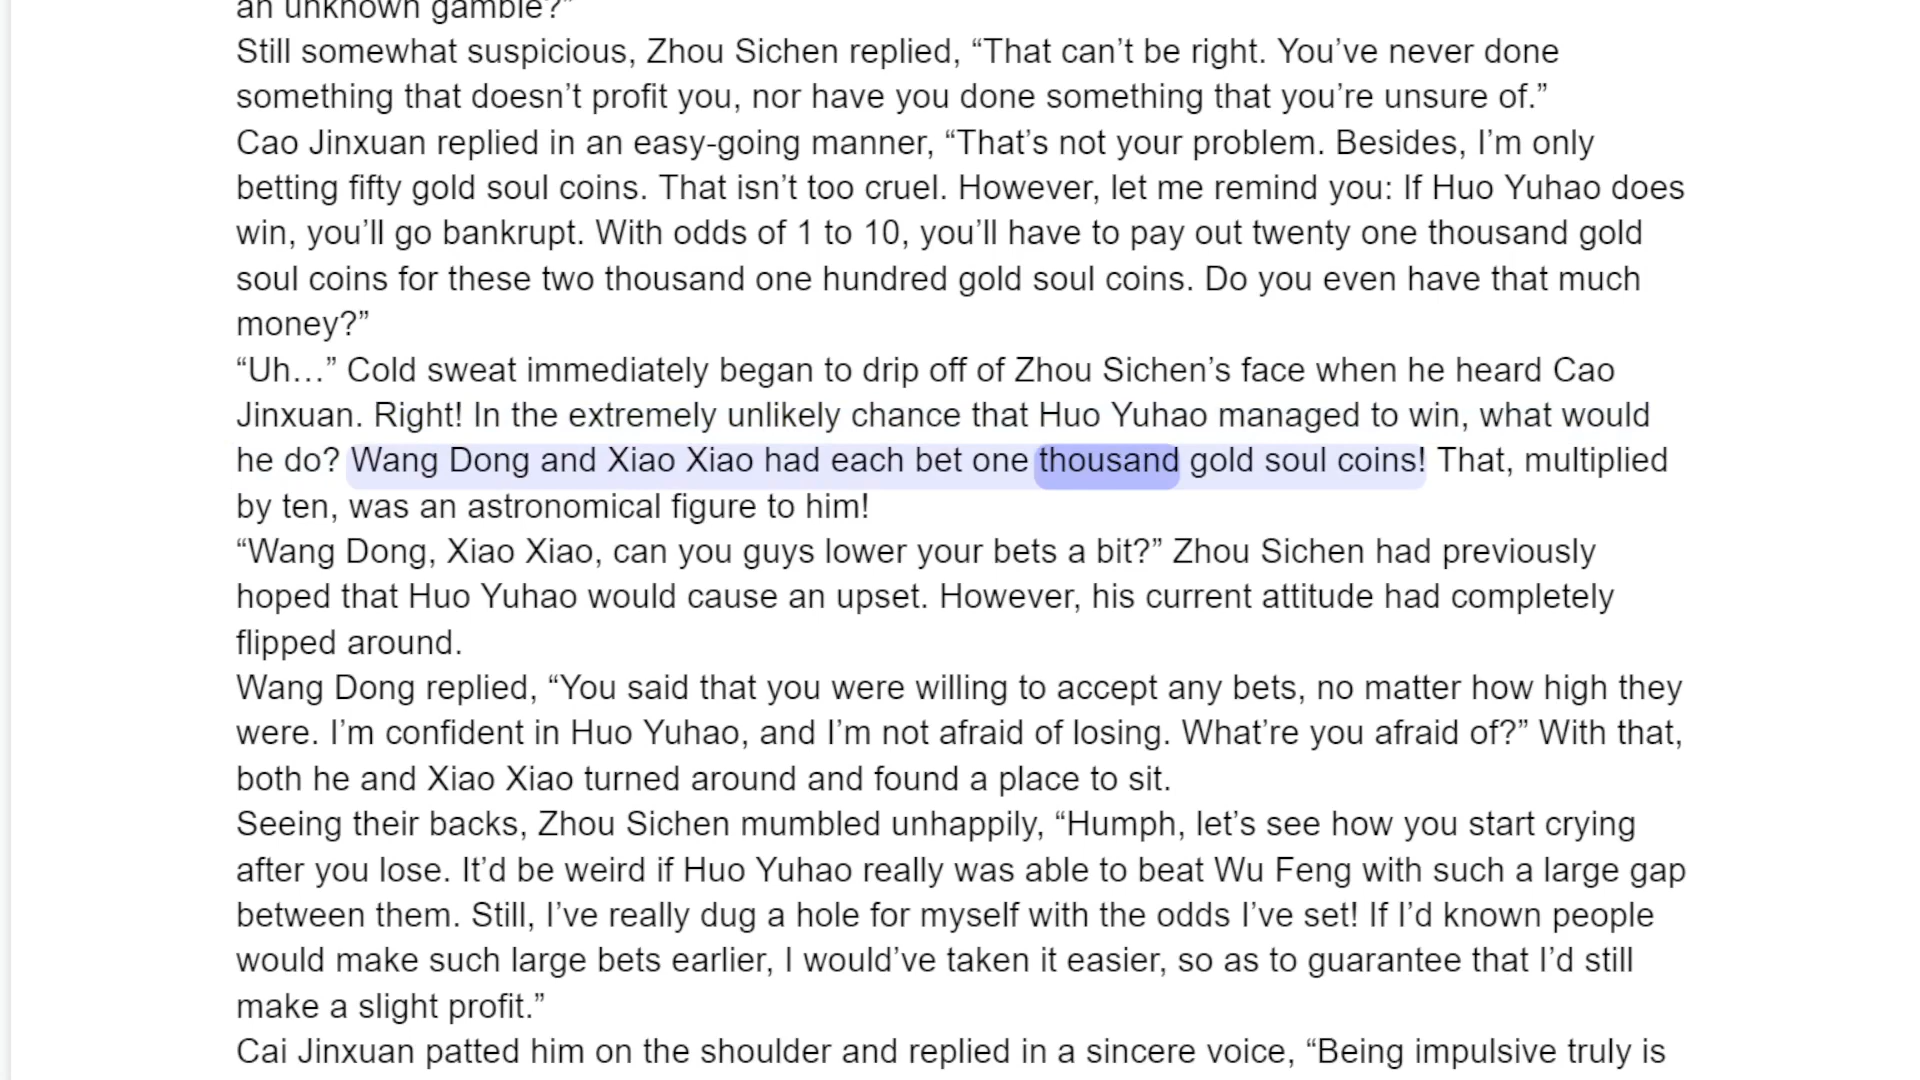 an unknown gamble?”
Still somewhat suspicious, Zhou Sichen replied, “That can’t be right. You’ve never done
something that doesn’t profit you, nor have you done something that you’re unsure of.”
Cao Jinxuan replied in an easy-going manner, “That’s not your problem. Besides, I’m only
betting fifty gold soul coins. That isn’t too cruel. However, let me remind you: If Huo Yuhao does
win, you’ll go bankrupt. With odds of 1 to 10, you’ll have to pay out twenty one thousand gold
soul coins for these two thousand one hundred gold soul coins. Do you even have that much
money?”
“Uh…” Cold sweat immediately began to drip off of Zhou Sichen’s face when he heard Cao
Jinxuan. Right! In the extremely unlikely chance that Huo Yuhao managed to win, what would
he do? Wang Dong and Xiao Xiao had each bet one thousand gold soul coins! That, multiplied
by ten, was an astronomical figure to him!
“Wang Dong, Xiao Xiao, can you guys lower your bets a bit?” Zhou Sichen had previously
hoped that Huo Yuhao would cause an upset. However, his current attitude had completely
flipped around.
Wang Dong replied, “You said that you were willing to accept any bets, no matter how high they
were. I’m confident in Huo Yuhao, and I’m not afraid of losing. What’re you afraid of?” With that,
both he and Xiao Xiao turned around and found a place to sit.
Seeing their backs, Zhou Sichen mumbled unhappily, “Humph, let’s see how you start crying
after you lose. It’d be weird if Huo Yuhao really was able to beat Wu Feng with such a large gap
between them. Still, I’ve really dug a hole for myself with the odds I’ve set! If I’d known people
would make such large bets earlier, I would’ve taken it easier, so as to guarantee that I’d still
make a slight profit.”
Cai Jinxuan patted him on the shoulder and replied in a sincere voice, “Being impulsive truly is